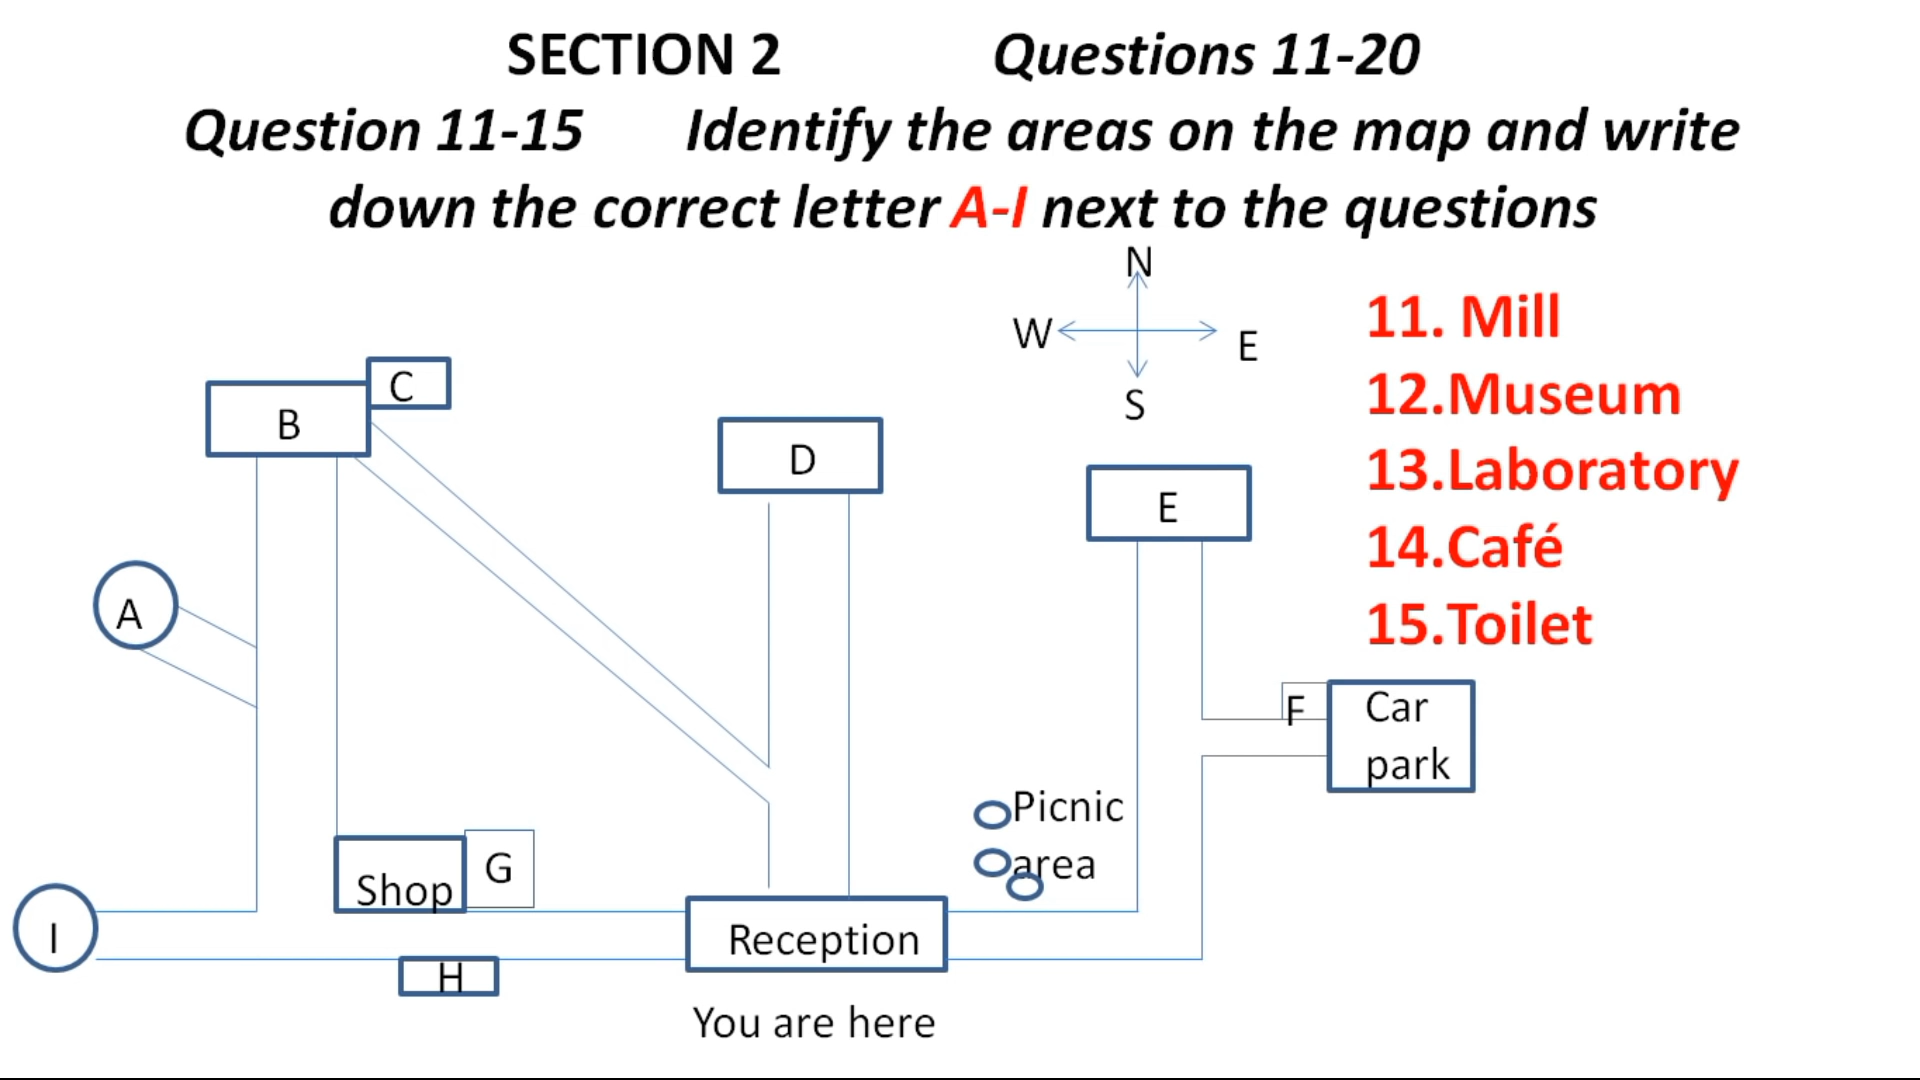 SECTION 2 Questions 11-20
Question 11-15 Identify the areas on the map and write
down the correct letter A-I next to the questions
N
W E
S
11. Mill
12.Museum
13.Laboratory
14.Café
15.Toilet
C
B
D
E
A
F
Car
park
Picnic
area
Shop
G
I
H
Reception
You are here